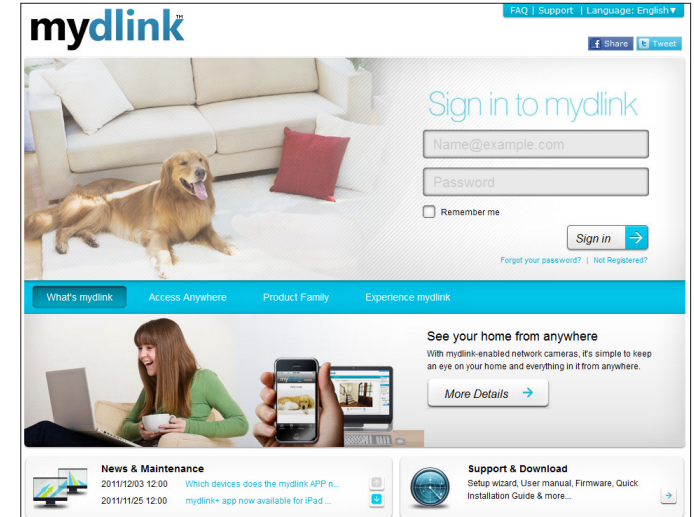 mydlink™
FAQ | Support | Language: English▼
Share Tweet
Sign in to mydlink
Name@example.com
Password
Remember me
Sign in
Forgot your password? | Not Registered?
What's mydlink Access Anywhere Product Family Experience mydlink
See your home from anywhere
With mydlink-enabled network cameras, it's simple to keep
an eye on your home and everything in it from anywhere.
More Details
News & Maintenance
2011/12/03 12:00 Which devices does the mydlink APP n...
2011/11/25 12:00 mydlink+ app now available for iPad ...
Support & Download
Setup wizard, User manual, Firmware, Quick
Installation Guide & more...